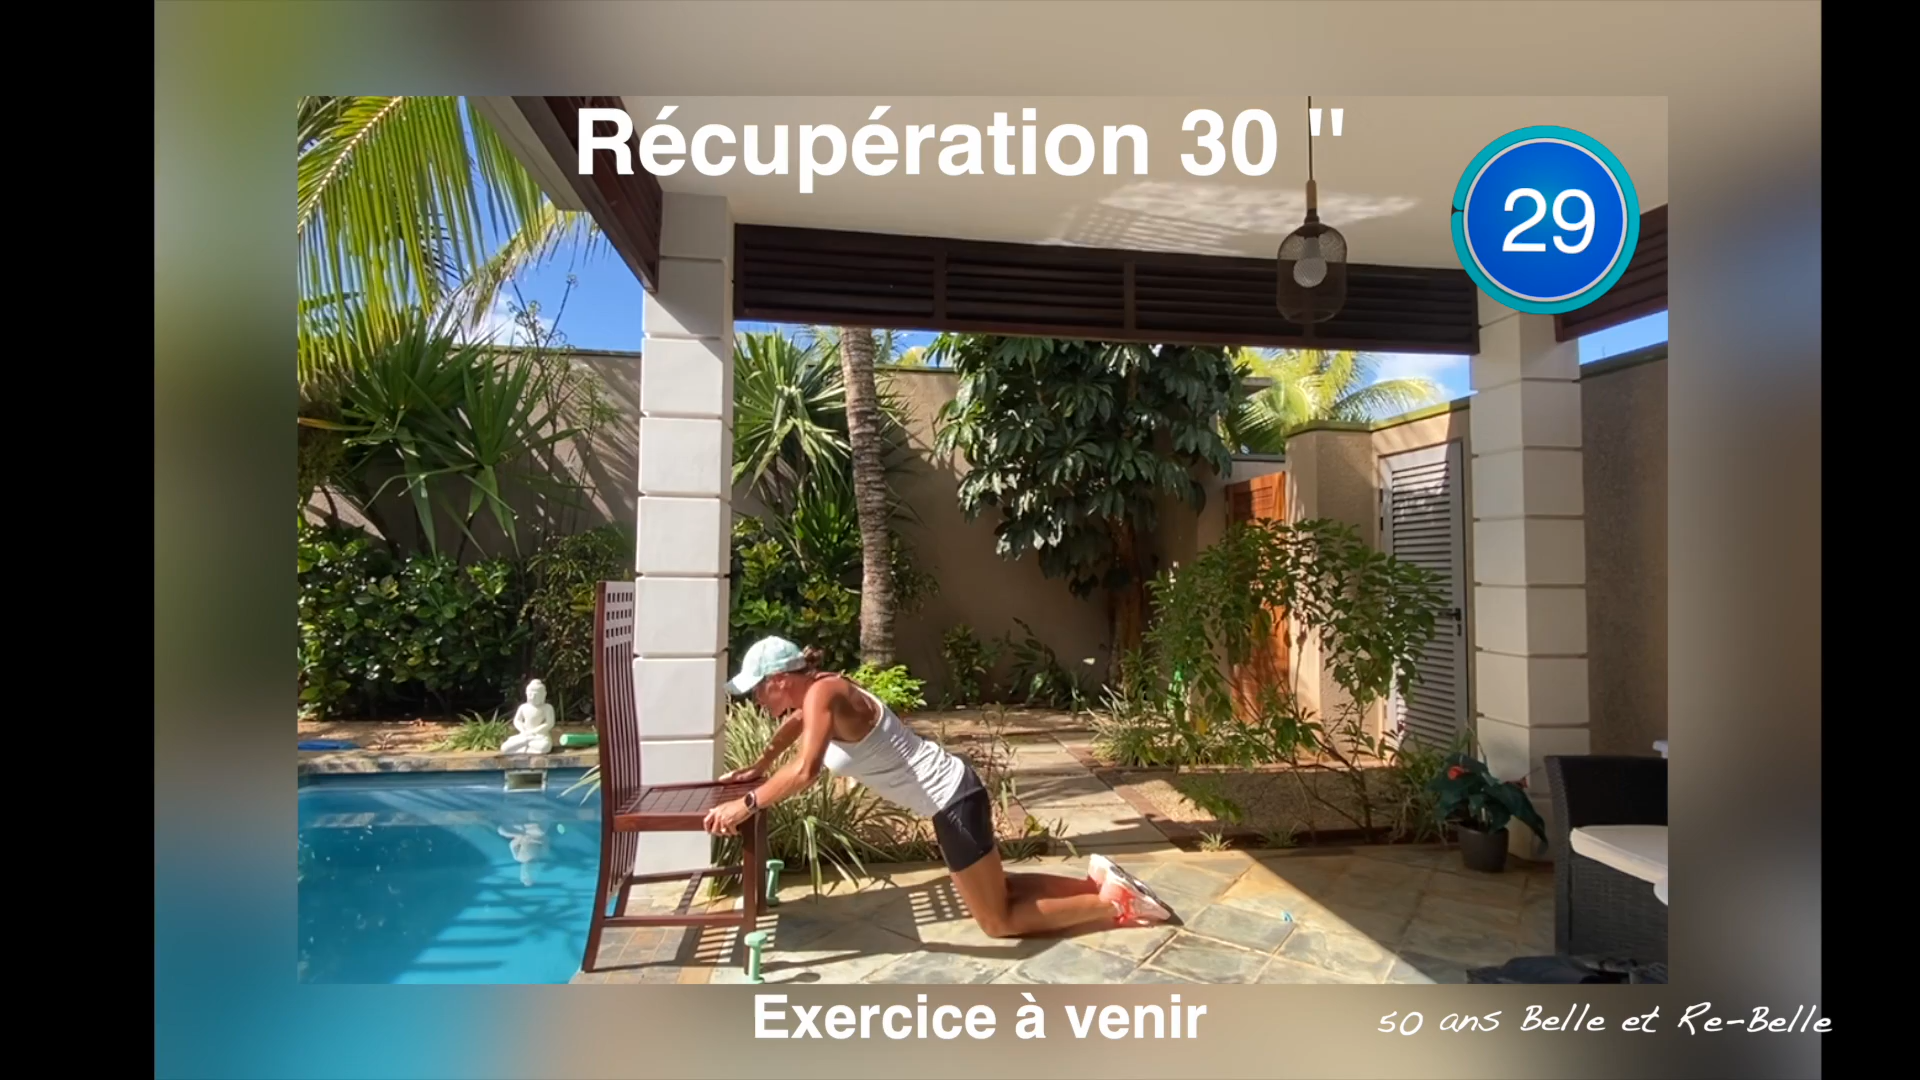 Récupération 30 "
29
Exercice à venir
50 ans Belle et Re-Belle